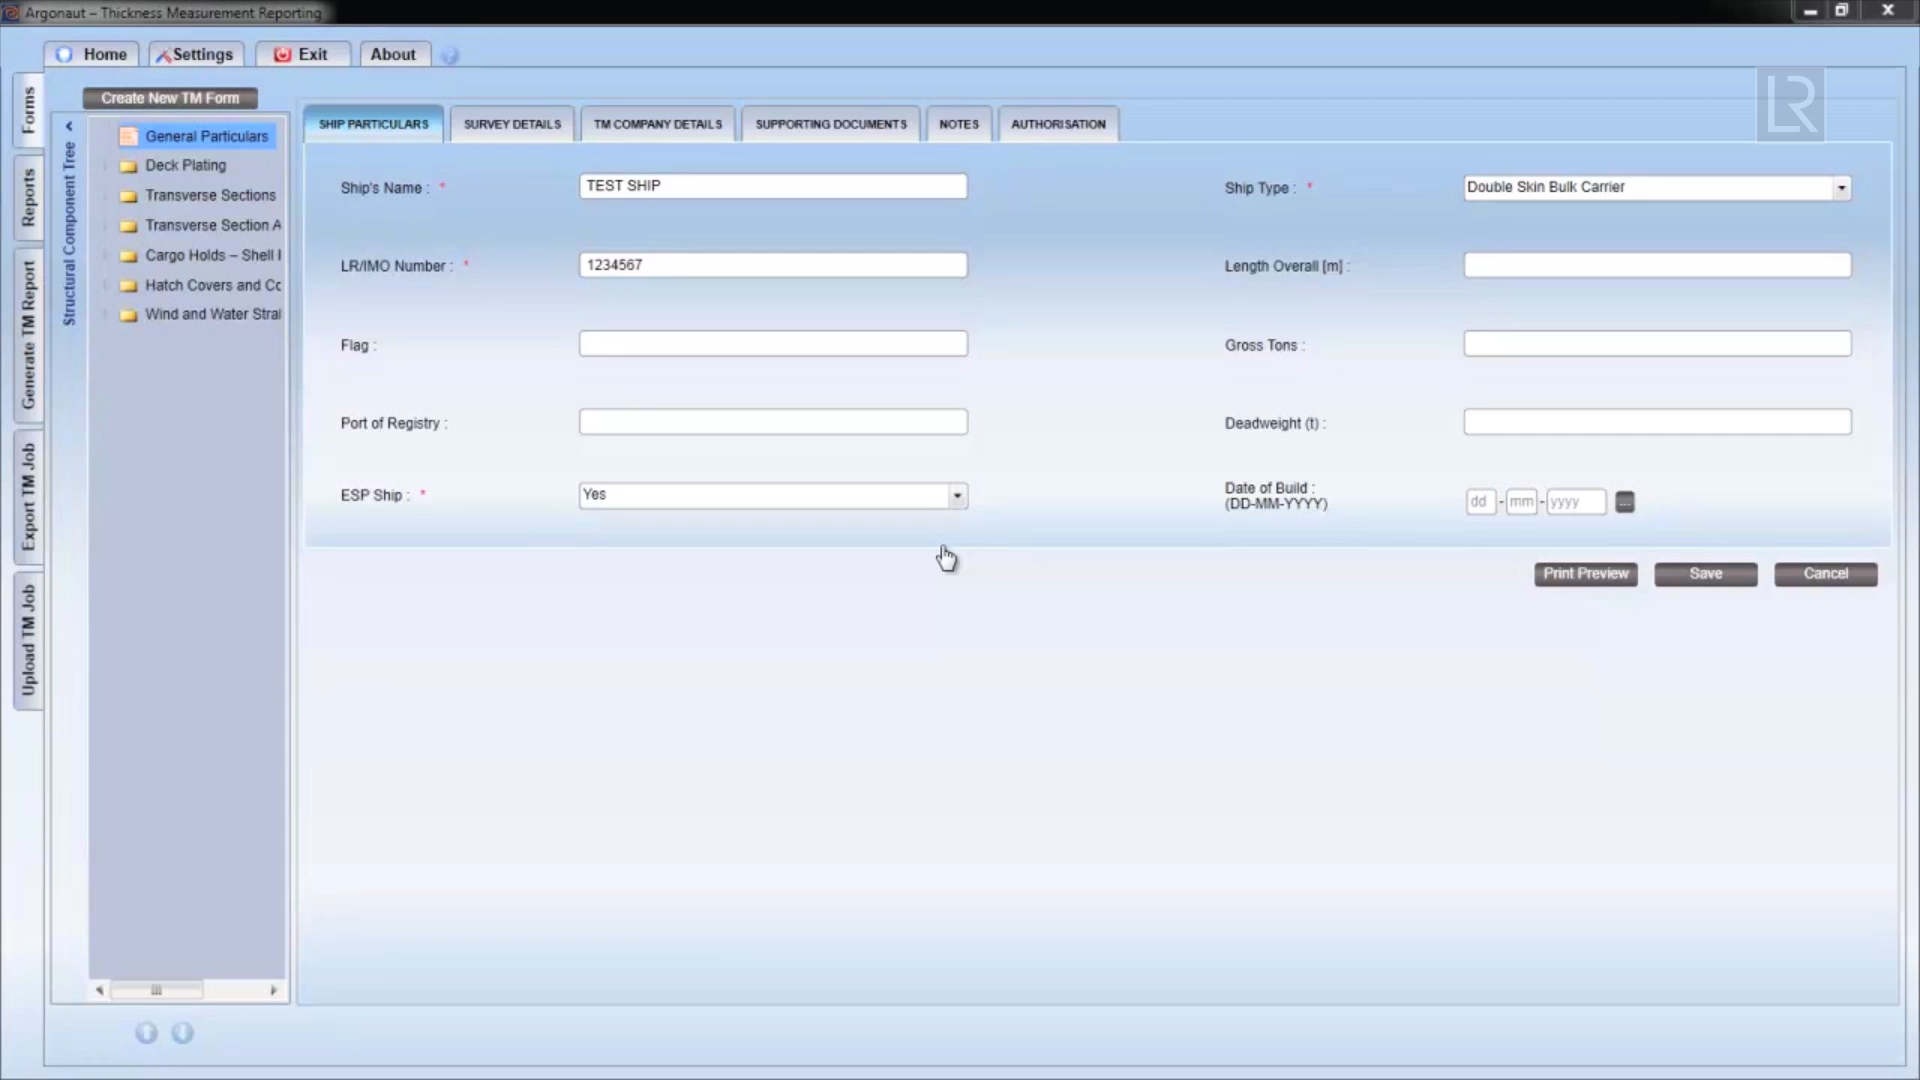 Argonaut – Thickness Measurement Reporting
Home
Settings
Exit
About
LR
Forms
Reports
Generate TM Report
Export TM Job
Upload TM Job
Create New TM Form
Structural Component Tree
General Particulars
Deck Plating
Transverse Sections
Transverse Section A
Cargo Holds – Shell
Hatch Covers and Co
Wind and Water Stra
SHIP PARTICULARS
SURVEY DETAILS
TM COMPANY DETAILS
SUPPORTING DOCUMENTS
NOTES
AUTHORISATION
Ship's Name : * TEST SHIP
Ship Type : * Double Skin Bulk Carrier
LR/IMO Number : * 1234567
Length Overall [m] :
Flag :
Gross Tons :
Port of Registry :
Deadweight (t) :
ESP Ship : * Yes
Date of Build :
(DD-MM-YYYY)
dd - mm - yyyy ...
Print Preview
Save
Cancel